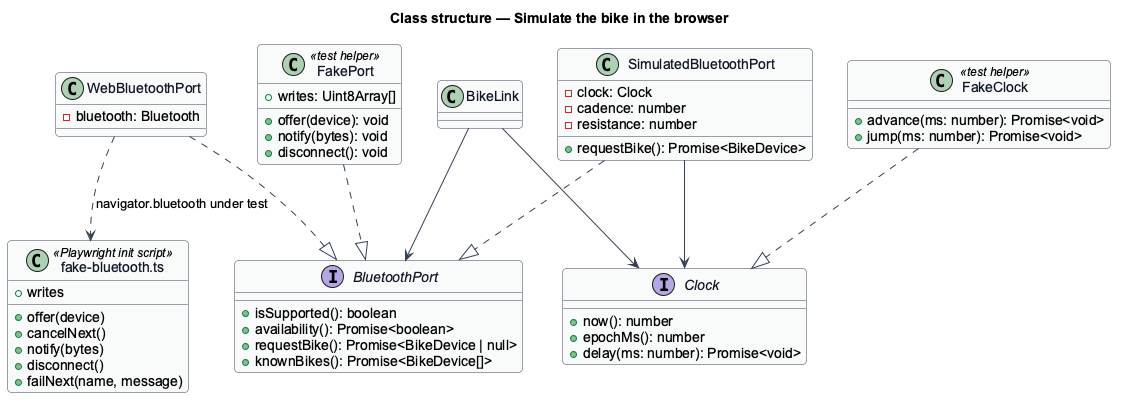 Class structure — Simulate the bike in the browser
C WebBluetoothPort
bluetooth: Bluetooth
«test helper»
C FakePort
writes: Uint8Array[]
offer(device): void
notify(bytes): void
disconnect(): void
C BikeLink
C SimulatedBluetoothPort
clock: Clock
cadence: number
resistance: number
requestBike(): Promise<BikeDevice>
«test helper»
C FakeClock
advance(ms: number): Promise<void>
jump(ms: number): Promise<void>
navigator.bluetooth under test
«Playwright init script»
C fake-bluetooth.ts
writes
offer(device)
cancelNext()
notify(bytes)
disconnect()
failNext(name, message)
I BluetoothPort
isSupported(): boolean
availability(): Promise<boolean>
requestBike(): Promise<BikeDevice | null>
knownBikes(): Promise<BikeDevice[]>
I Clock
now(): number
epochMs(): number
delay(ms: number): Promise<void>